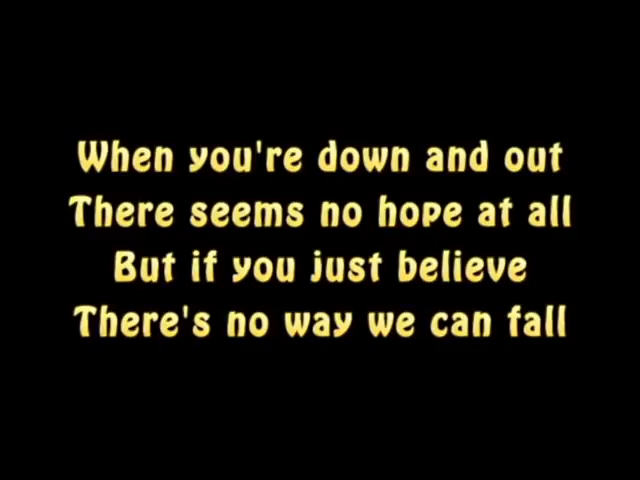 When you're down and out
There seems no hope at all
But if you just believe
There's no way we can fall